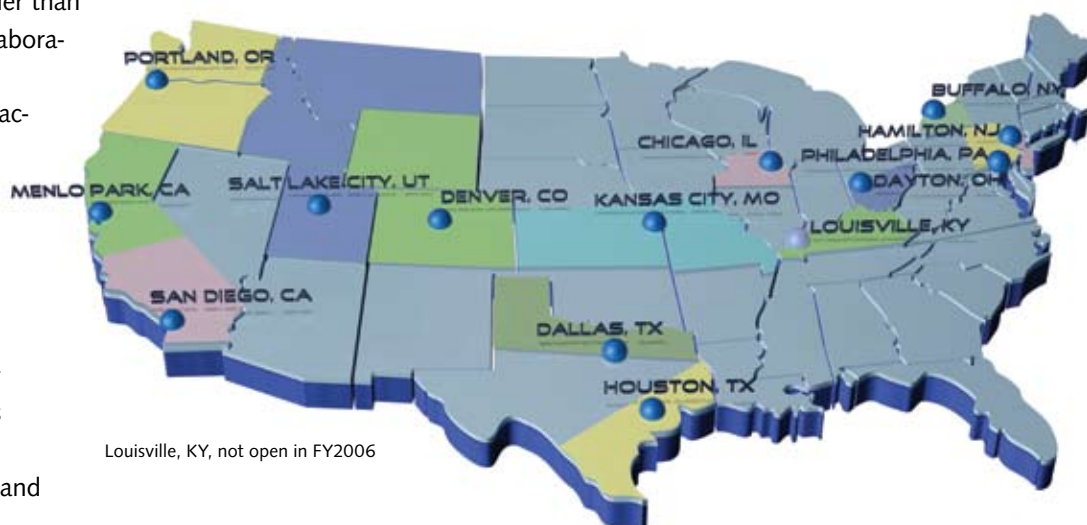 er than
abora-
PORTLAND, OR
ac-
BUFFALO, NY
HAMILTON, NJ
CHICAGO, IL
PHILADELPHIA, PA
MENLO PARK, CA
SALT LAKE CITY, UT
DENVER, CO
KANSAS CITY, MO
DAYTON, OH
LOUISVILLE, KY
SAN DIEGO, CA
DALLAS, TX
HOUSTON, TX
Louisville, KY, not open in FY2006
and